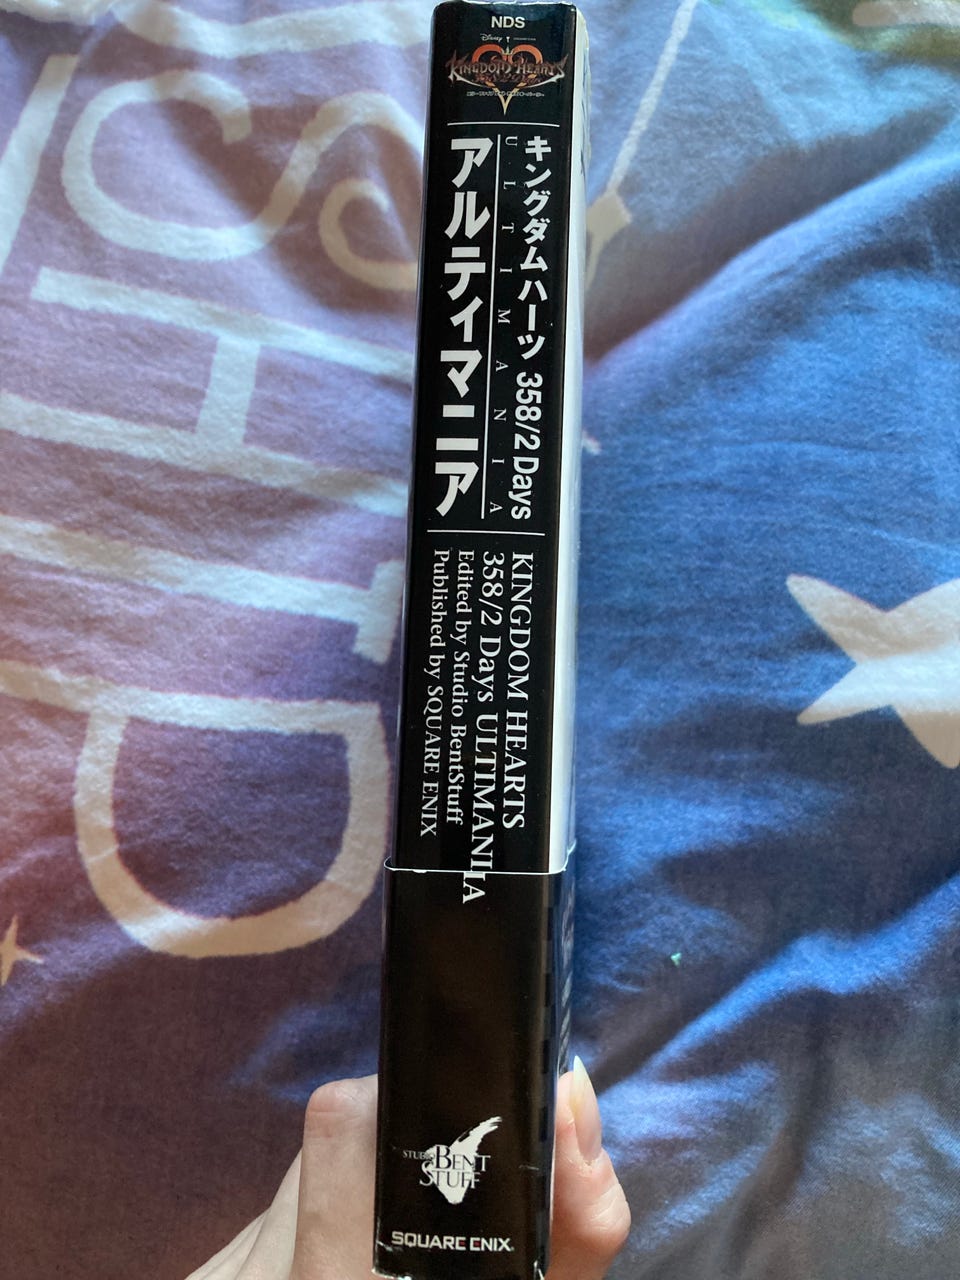 NDS
Disney
KINGDOM HEARTS
キングダム ハーツ 358/2 Days
ULTIMANIA
アルティマニア
KINGDOM HEARTS
358/2 Days ULTIMANIA
Edited by Studio BentStuff
Published by SQUARE ENIX
STUDIO BENT
STUFF
SQUARE ENIX